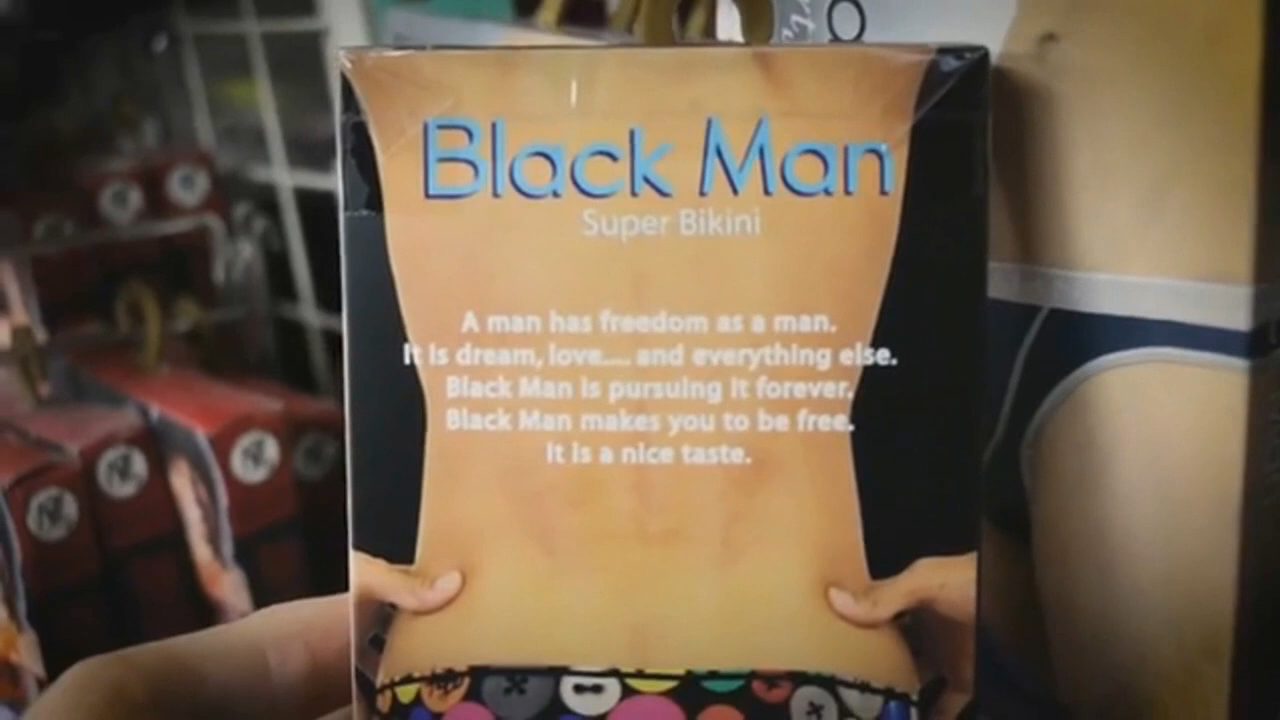 Black Man
Super Bikini
A man has freedom as a man.
It is dream, love.... and everything else.
Black Man is pursuing it forever.
Black Man makes you to be free.
It is a nice taste.